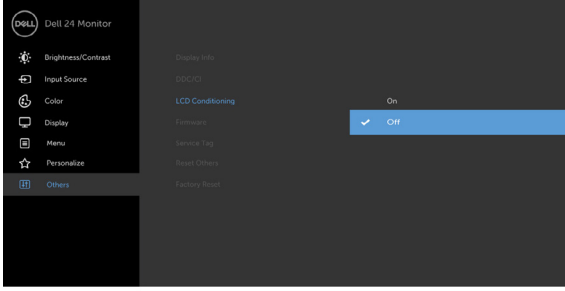 DELL
Dell 24 Monitor
Brightness/Contrast
Input Source
Color
Display
Menu
Personalize
Others
Display Info
DDC/CI
LCD Conditioning
Firmware
Service Tag
Reset Others
Factory Reset
On
Off